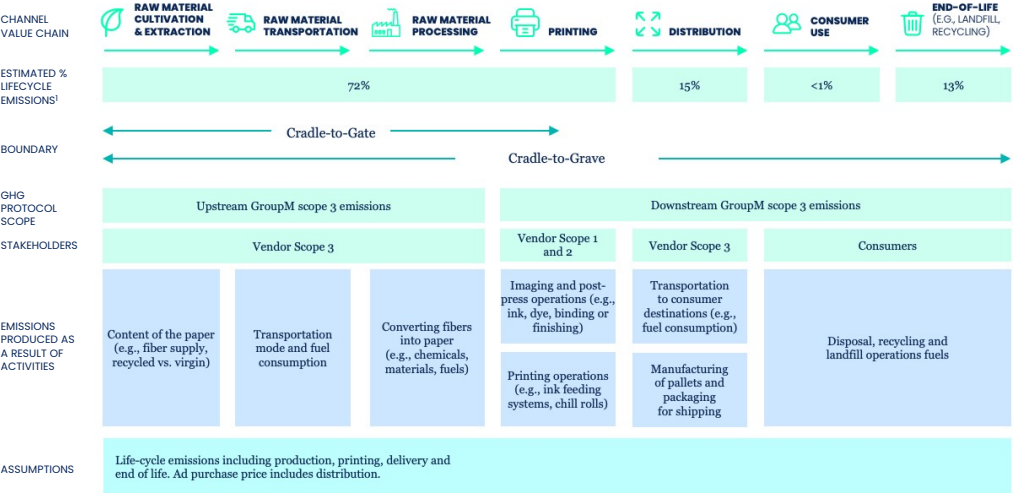 CHANNEL
VALUE CHAIN
RAW MATERIAL
CULTIVATION
& EXTRACTION
RAW MATERIAL
TRANSPORTATION
RAW MATERIAL
PROCESSING
PRINTING
DISTRIBUTION
CONSUMER
USE
END-OF-LIFE
(E.G., LANDFILL,
RECYCLING)
ESTIMATED %
LIFECYCLE
EMISSIONS¹
72%
15%
<1%
13%
BOUNDARY
Cradle-to-Gate
Cradle-to-Grave
GHG
PROTOCOL
SCOPE
Upstream GroupM scope 3 emissions
Downstream GroupM scope 3 emissions
STAKEHOLDERS
Vendor Scope 3
Vendor Scope 1
and 2
Vendor Scope 3
Consumers
EMISSIONS
PRODUCED AS
A RESULT OF
ACTIVITIES
Content of the paper
(e.g., fiber supply,
recycled vs. virgin)
Transportation
mode and fuel
consumption
Converting fibers
into paper
(e.g., chemicals,
materials, fuels)
Imaging and post-
press operations (e.g.,
ink, dye, binding or
finishing)
Printing operations
(e.g., ink feeding
systems, chill rolls)
Transportation
to consumer
destinations (e.g.,
fuel consumption)
Manufacturing
of pallets and
packaging
for shipping
Disposal, recycling and
landfill operations fuels
ASSUMPTIONS
Life-cycle emissions including production, printing, delivery and
end of life. Ad purchase price includes distribution.